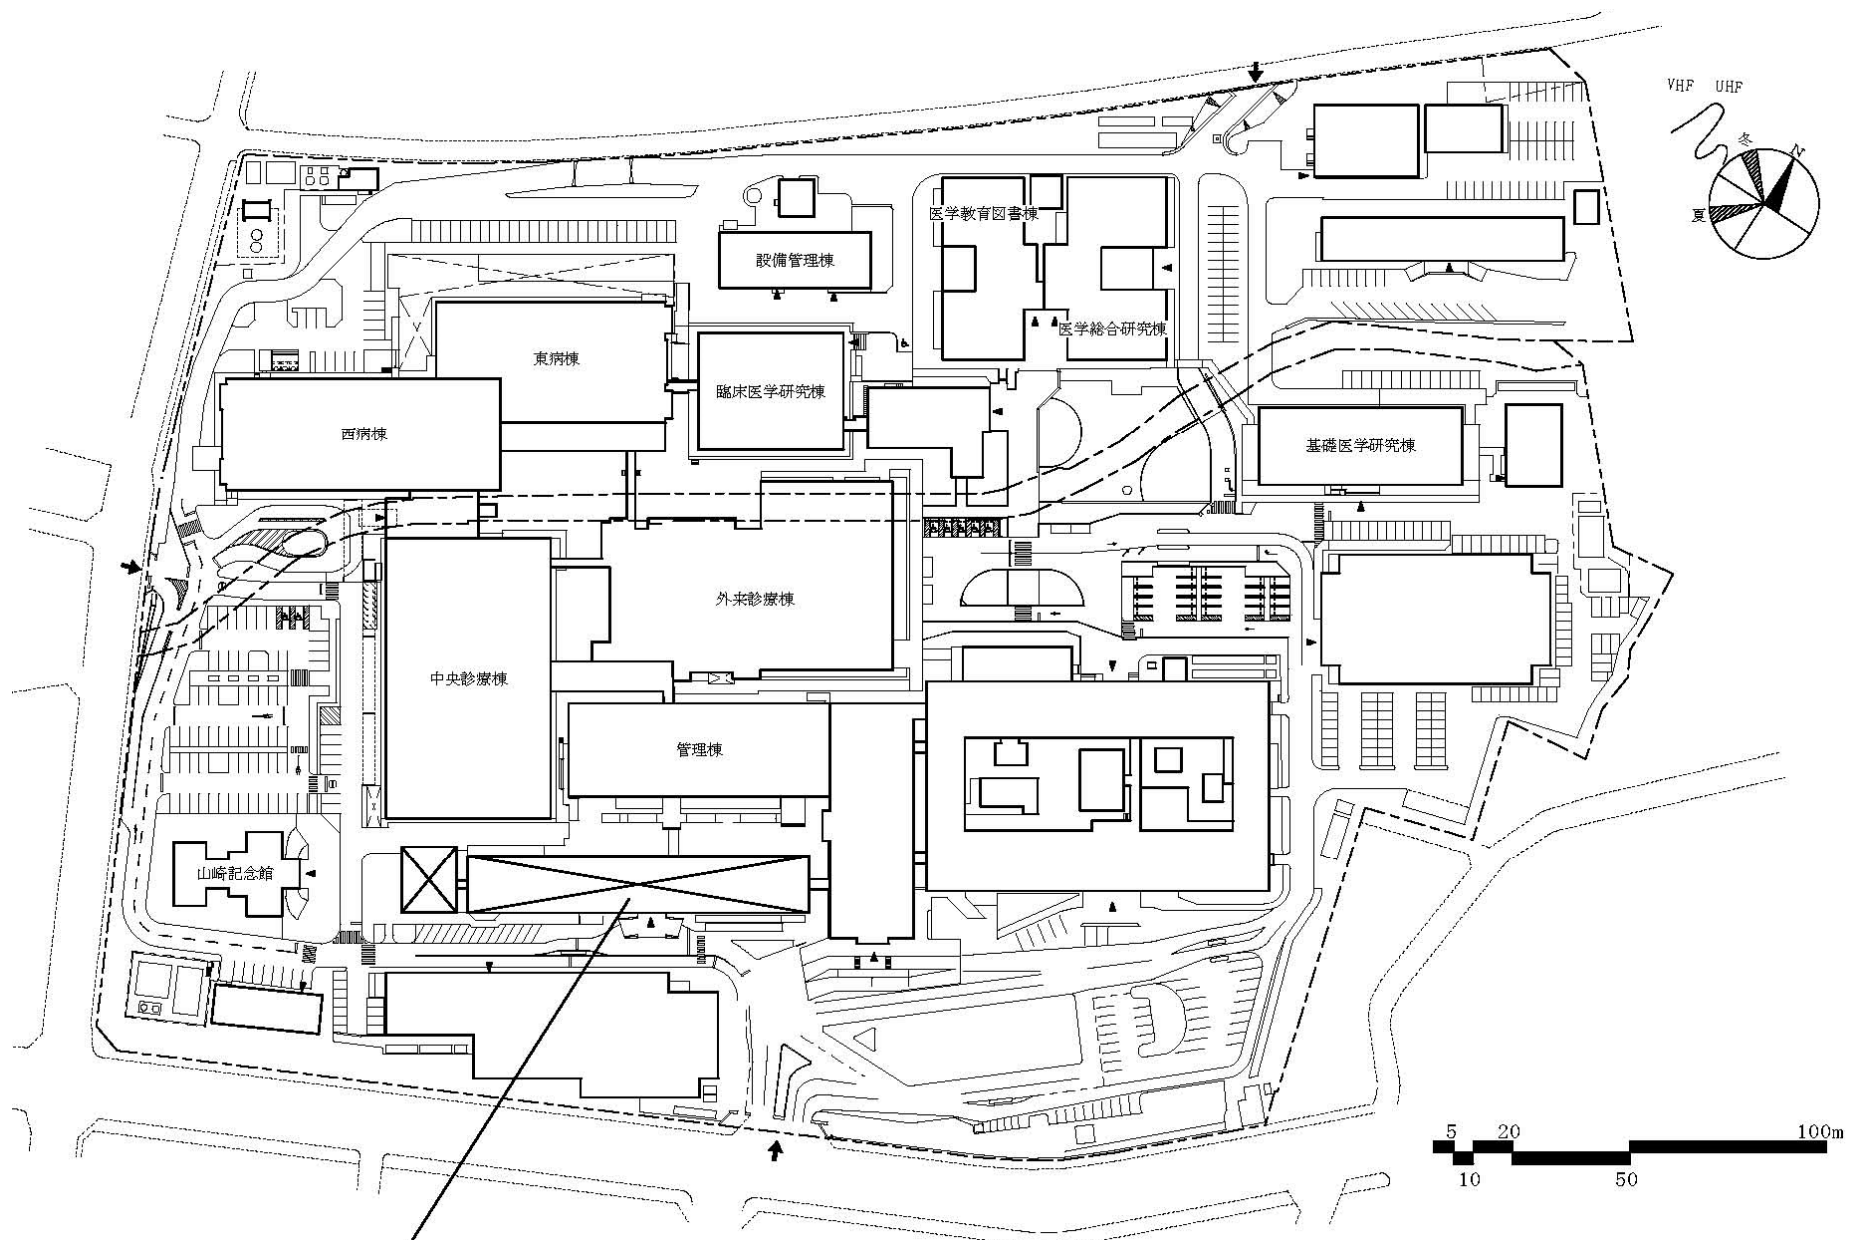 VHF UHF
冬
N
夏
医学教育図書棟
設備管理棟
医学総合研究棟
東病棟
臨床医学研究棟
西病棟
基礎医学研究棟
外来診療棟
中央診療棟
管理棟
山崎記念館
5 20 100m
10 50